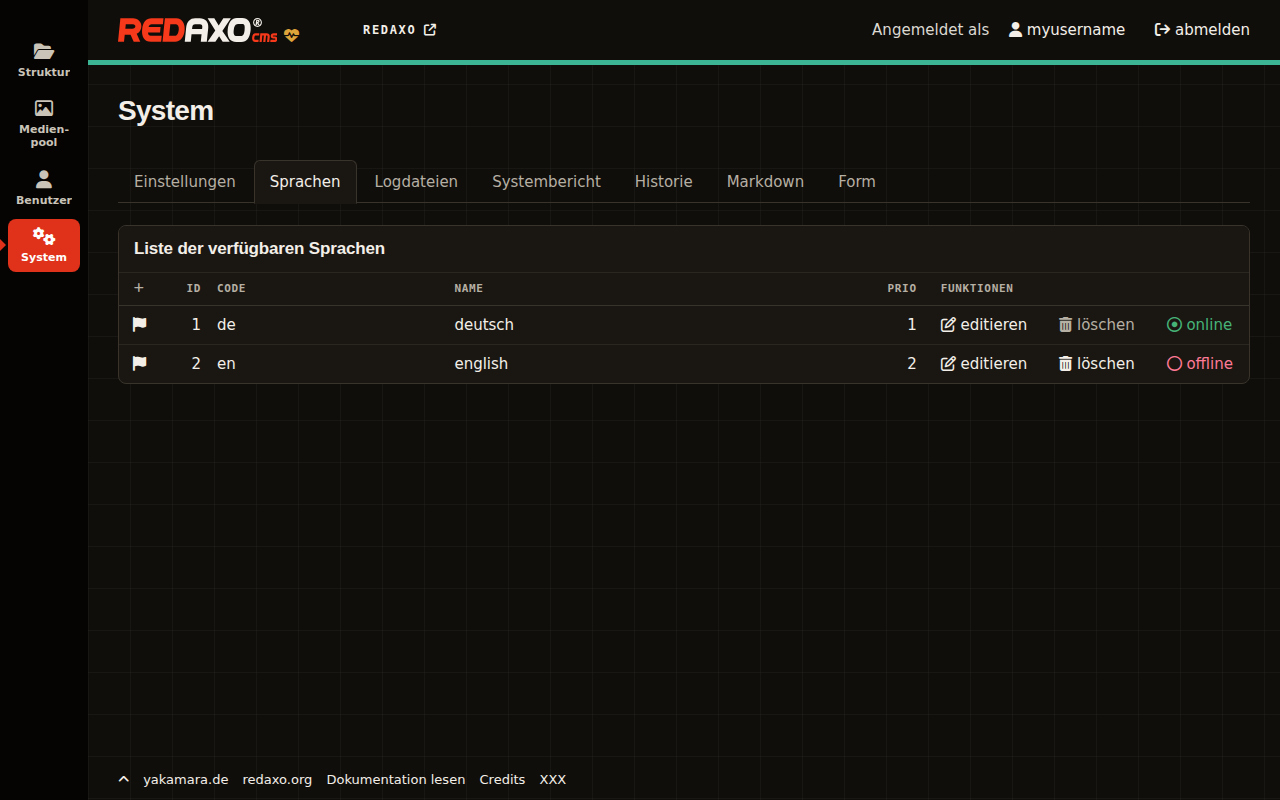 REDAXO® cms
REDAXO
Angemeldet als myusername abmelden
Struktur
Medien-
pool
Benutzer
System
System
Einstellungen Sprachen Logdateien Systembericht Historie Markdown Form
Liste der verfügbaren Sprachen
+ ID CODE NAME PRIO FUNKTIONEN
1 de deutsch 1 editieren löschen online
2 en english 2 editieren löschen offline
yakamara.de redaxo.org Dokumentation lesen Credits XXX